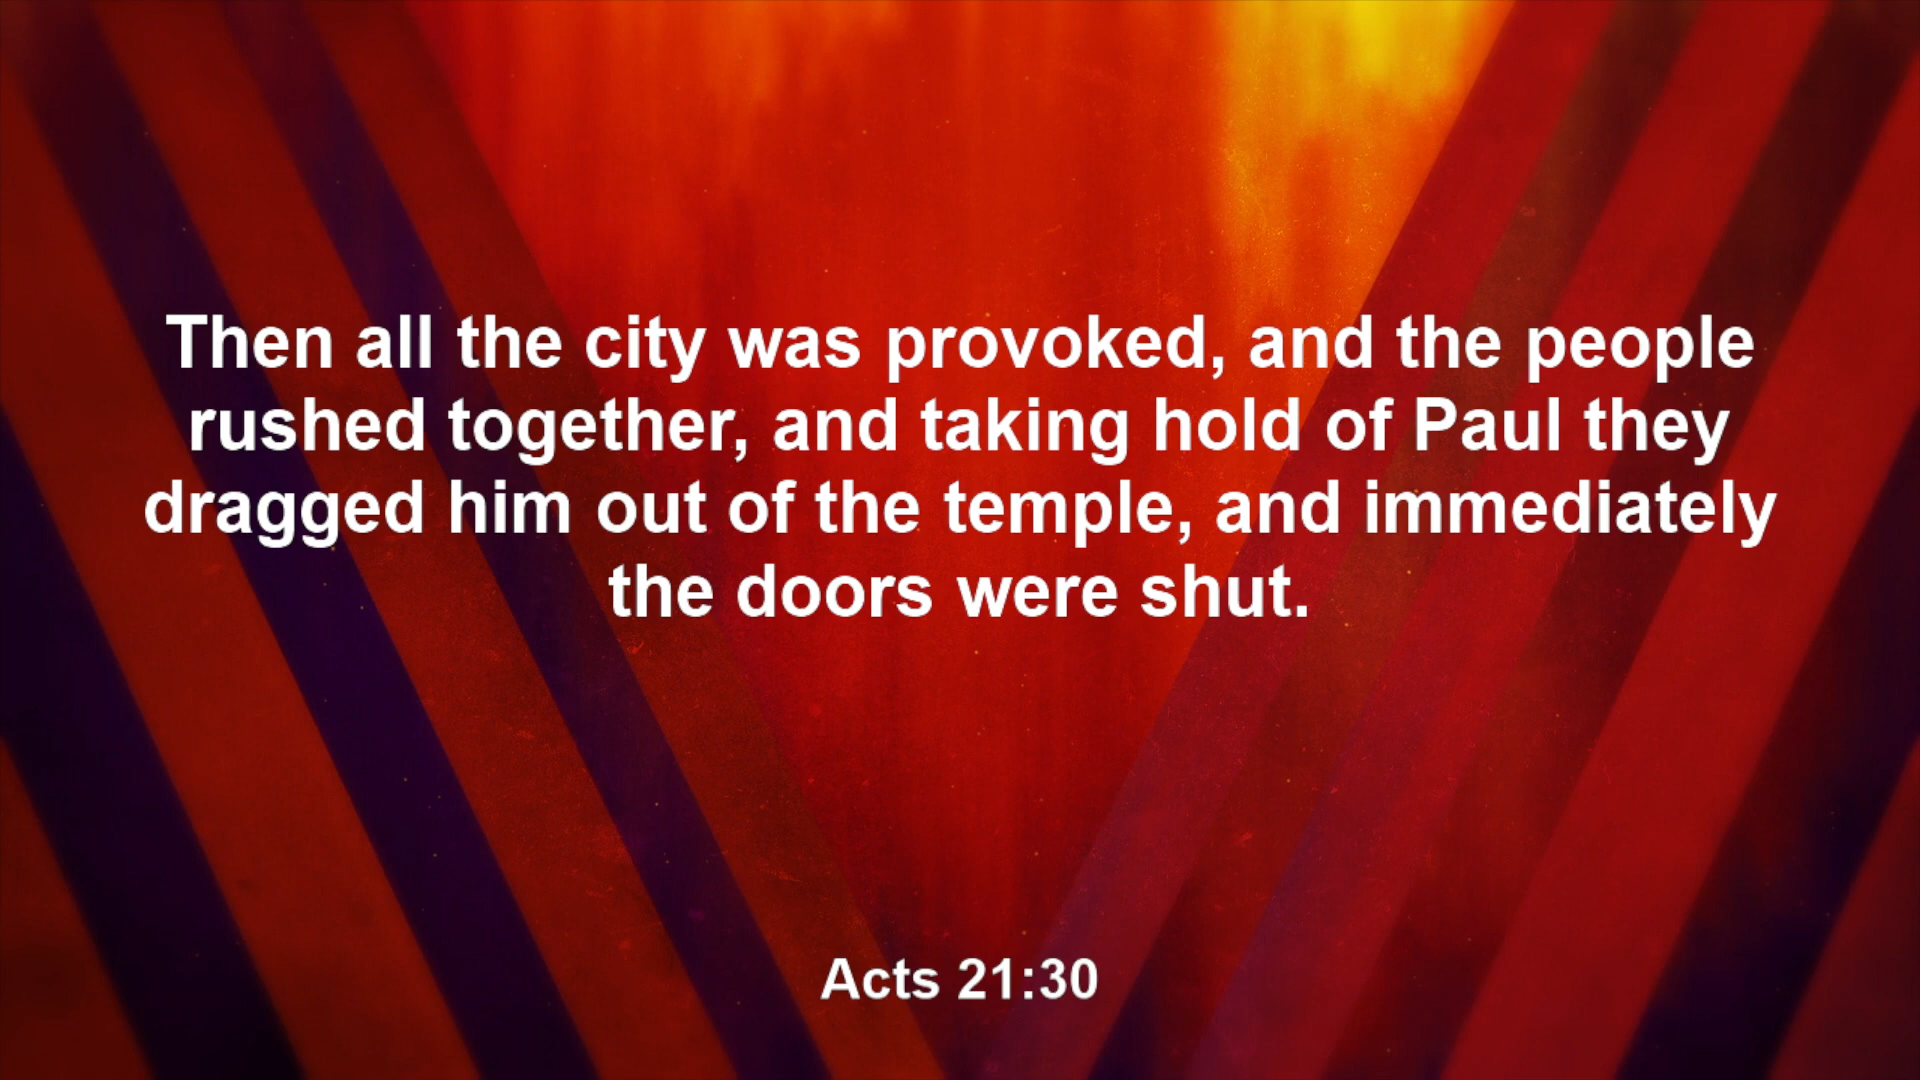 Then all the city was provoked, and the people
rushed together, and taking hold of Paul they
dragged him out of the temple, and immediately
the doors were shut.
Acts 21:30